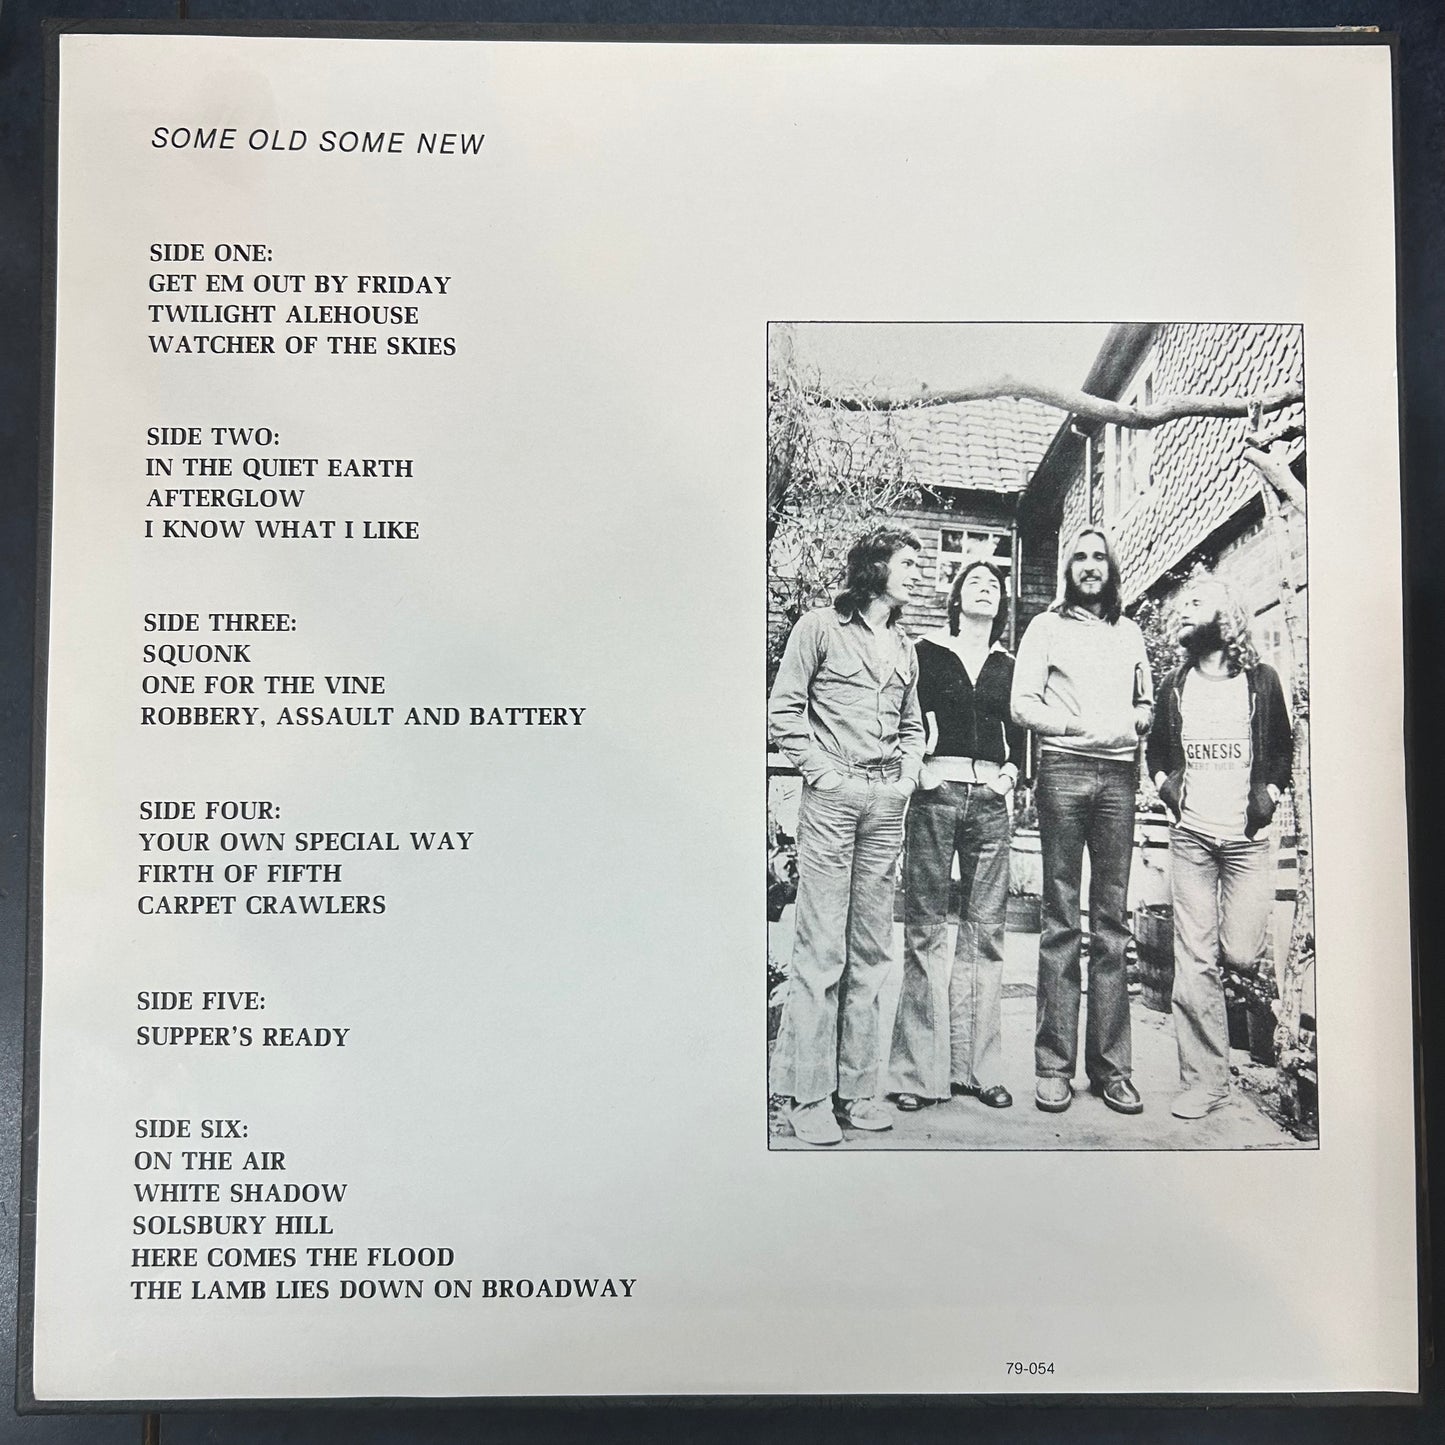 SOME OLD SOME NEW
SIDE ONE:
GET EM OUT BY FRIDAY
TWILIGHT ALEHOUSE
WATCHER OF THE SKIES
SIDE TWO:
IN THE QUIET EARTH
AFTERGLOW
I KNOW WHAT I LIKE
SIDE THREE:
SQUONK
ONE FOR THE VINE
ROBBERY, ASSAULT AND BATTERY
SIDE FOUR:
YOUR OWN SPECIAL WAY
FIRTH OF FIFTH
CARPET CRAWLERS
SIDE FIVE:
SUPPER'S READY
SIDE SIX:
ON THE AIR
WHITE SHADOW
SOLSBURY HILL
HERE COMES THE FLOOD
THE LAMB LIES DOWN ON BROADWAY
GENESIS
79-054